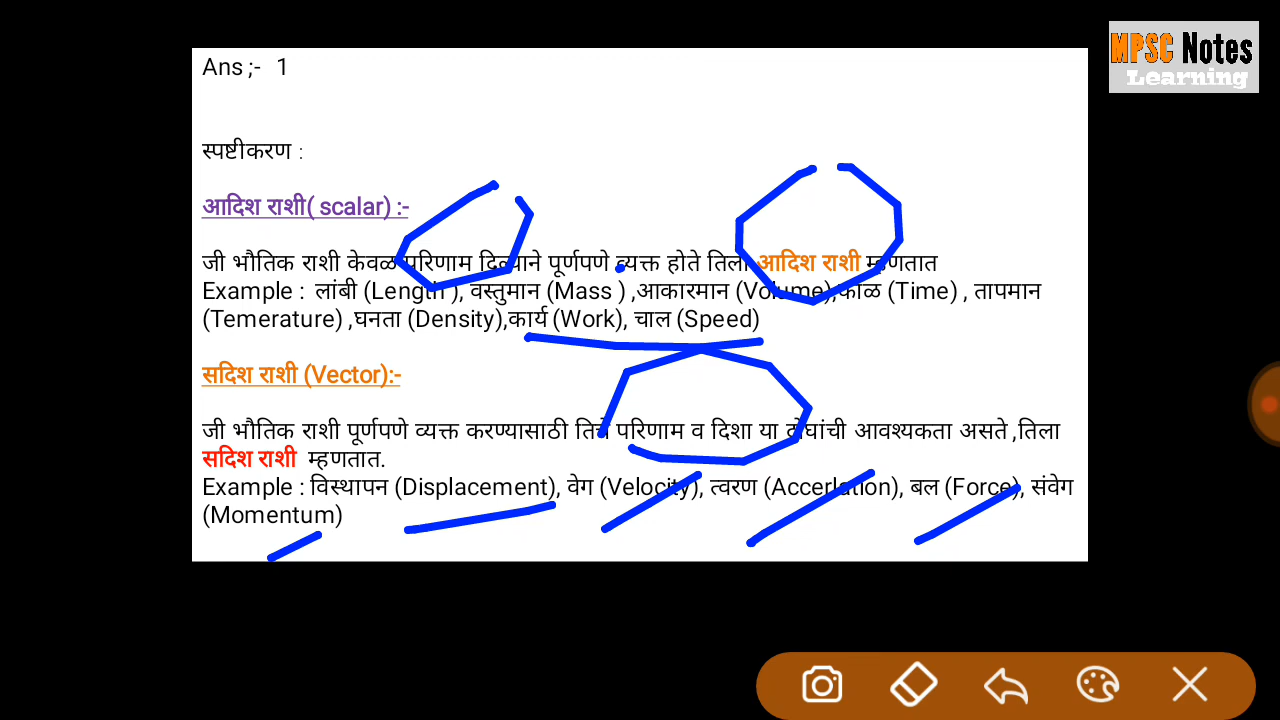 MPSC Notes
Learning
Ans ;- 1
स्पष्टीकरण :
आदिश राशी( scalar) :-
जी भौतिक राशी केवळ परिणाम दिल्याने पूर्णपणे व्यक्त होते तिला आदिश राशी म्हणतात
Example : लांबी (Length ), वस्तुमान (Mass ) ,आकारमान (Volume),काळ (Time) , तापमान
(Temerature) ,घनता (Density),कार्य (Work), चाल (Speed)
सदिश राशी (Vector):-
जी भौतिक राशी पूर्णपणे व्यक्त करण्यासाठी तिचे परिणाम व दिशा या दोघांची आवश्यकता असते ,तिला
सदिश राशी म्हणतात.
Example : विस्थापन (Displacement), वेग (Velocity), त्वरण (Accerlation), बल (Force), संवेग
(Momentum)